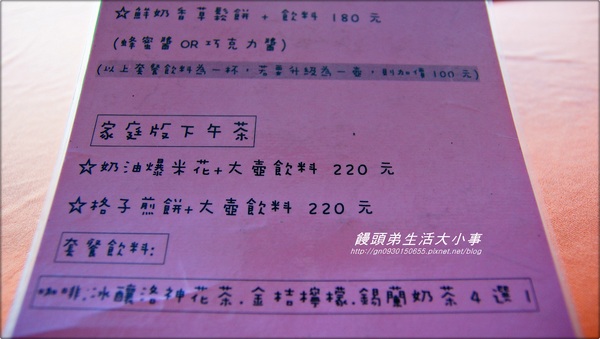 ☆鮮奶香草鬆餅 + 飲料 180 元
(蜂蜜醬 OR 巧克力醬)
(以上套餐飲料為一杯，若要升級為一壺，則加價 100 元)
家庭版下午茶
☆奶油爆米花+大壺飲料 220 元
☆格子煎餅+大壺飲料 220 元
套餐飲料:
咖啡.冰釀洛神花茶.金桔檸檬.錫蘭奶茶 4 選 1
饅頭弟生活大小事
http://gn0930150655.pixnet.net/blog